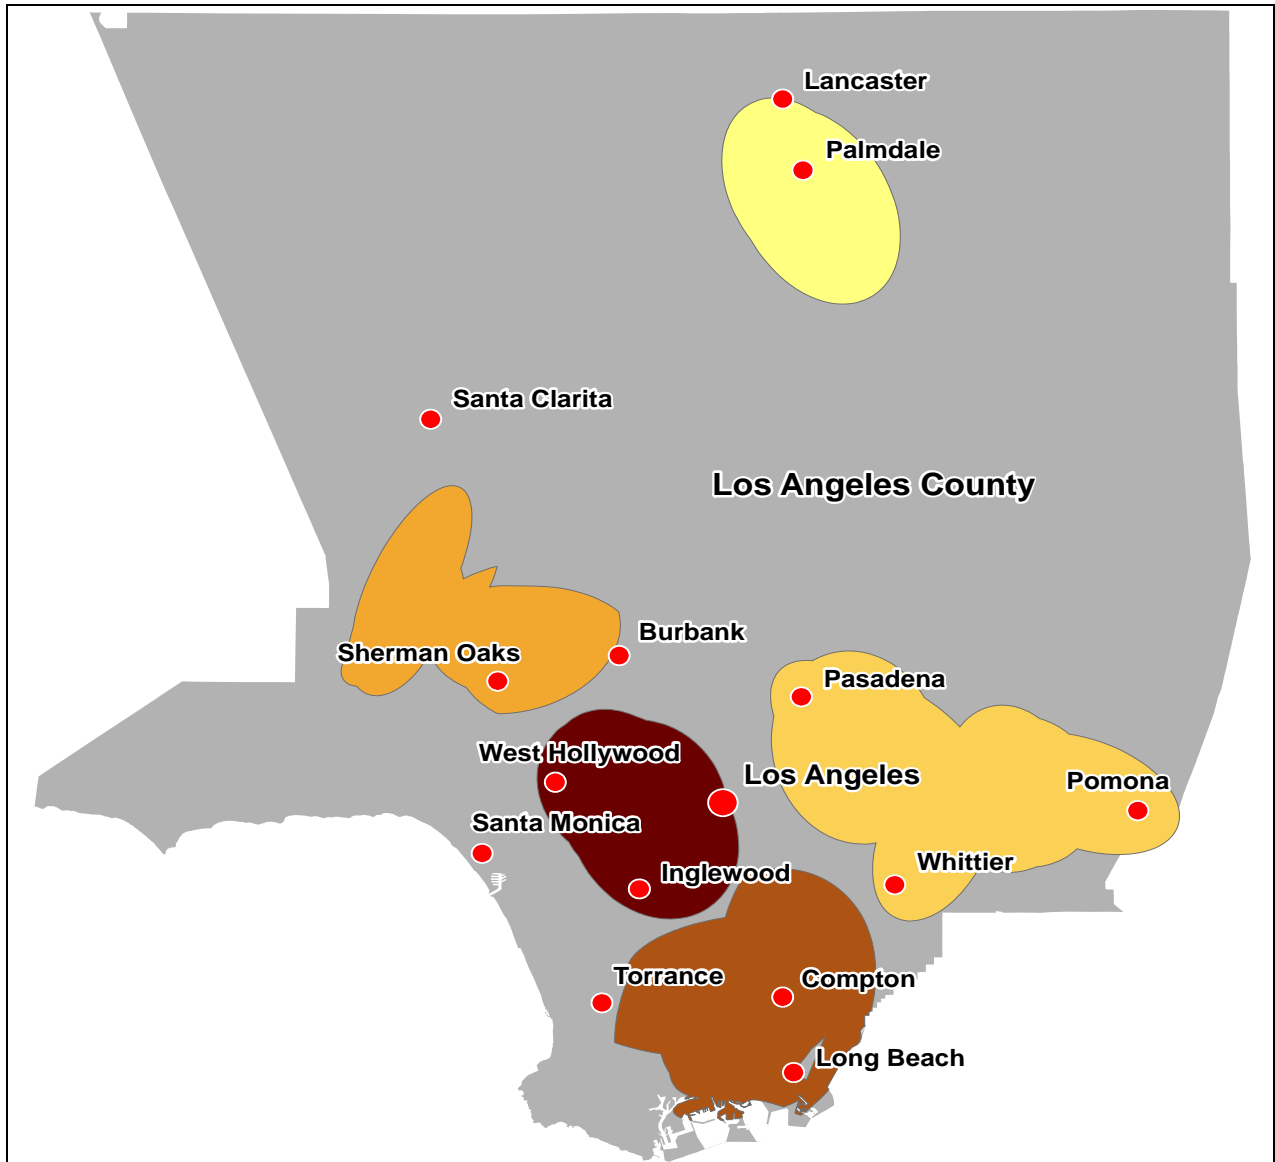 Lancaster
Palmdale
Santa Clarita
Los Angeles County
Burbank
Sherman Oaks
Pasadena
West Hollywood
Los Angeles
Pomona
Santa Monica
Whittier
Inglewood
Torrance
Compton
Long Beach